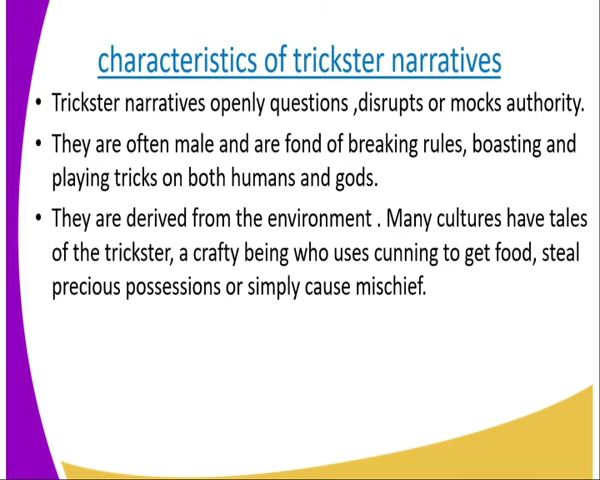 characteristics of trickster narratives
• Trickster narratives openly questions ,disrupts or mocks authority.
• They are often male and are fond of breaking rules, boasting and
playing tricks on both humans and gods.
• They are derived from the environment . Many cultures have tales
of the trickster, a crafty being who uses cunning to get food, steal
precious possessions or simply cause mischief.